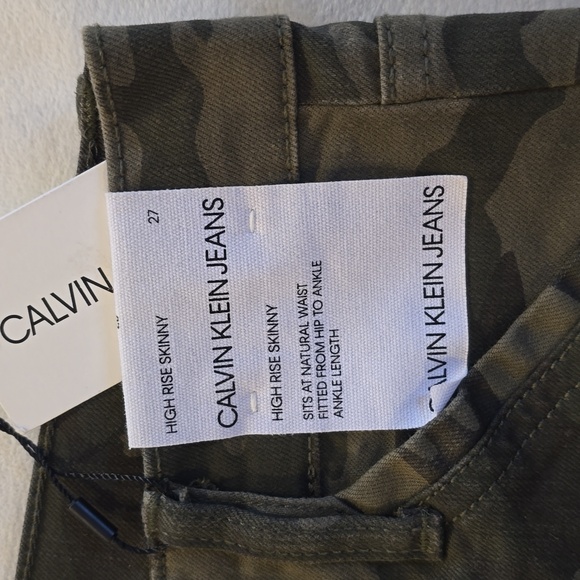 CALVIN
27
HIGH RISE SKINNY
CALVIN KLEIN JEANS
HIGH RISE SKINNY
SITS AT NATURAL WAIST
FITTED FROM HIP TO ANKLE
ANKLE LENGTH
CALVIN KLEIN JEANS